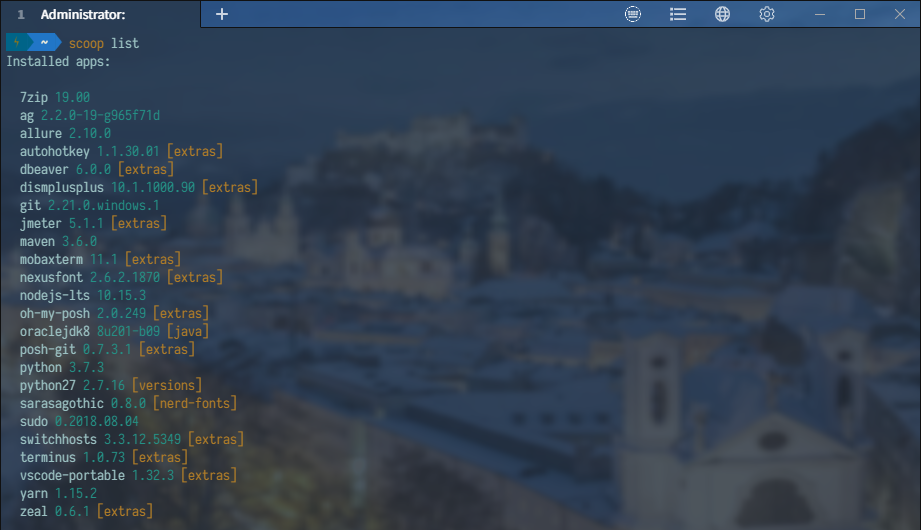 1 Administrator:
~ scoop list
Installed apps:
7zip 19.00
ag 2.2.0-19-g965f71d
allure 2.10.0
autohotkey 1.1.30.01 [extras]
dbeaver 6.0.0 [extras]
dismplusplus 10.1.1000.90 [extras]
git 2.21.0.windows.1
jmeter 5.1.1 [extras]
maven 3.6.0
mobaxterm 11.1 [extras]
nexusfont 2.6.2.1870 [extras]
nodejs-lts 10.15.3
oh-my-posh 2.0.249 [extras]
oraclejdk8 8u201-b09 [java]
posh-git 0.7.3.1 [extras]
python 3.7.3
python27 2.7.16 [versions]
sarasagothic 0.8.0 [nerd-fonts]
sudo 0.2018.08.04
switchhosts 3.3.12.5349 [extras]
terminus 1.0.73 [extras]
vscode-portable 1.32.3 [extras]
yarn 1.15.2
zeal 0.6.1 [extras]